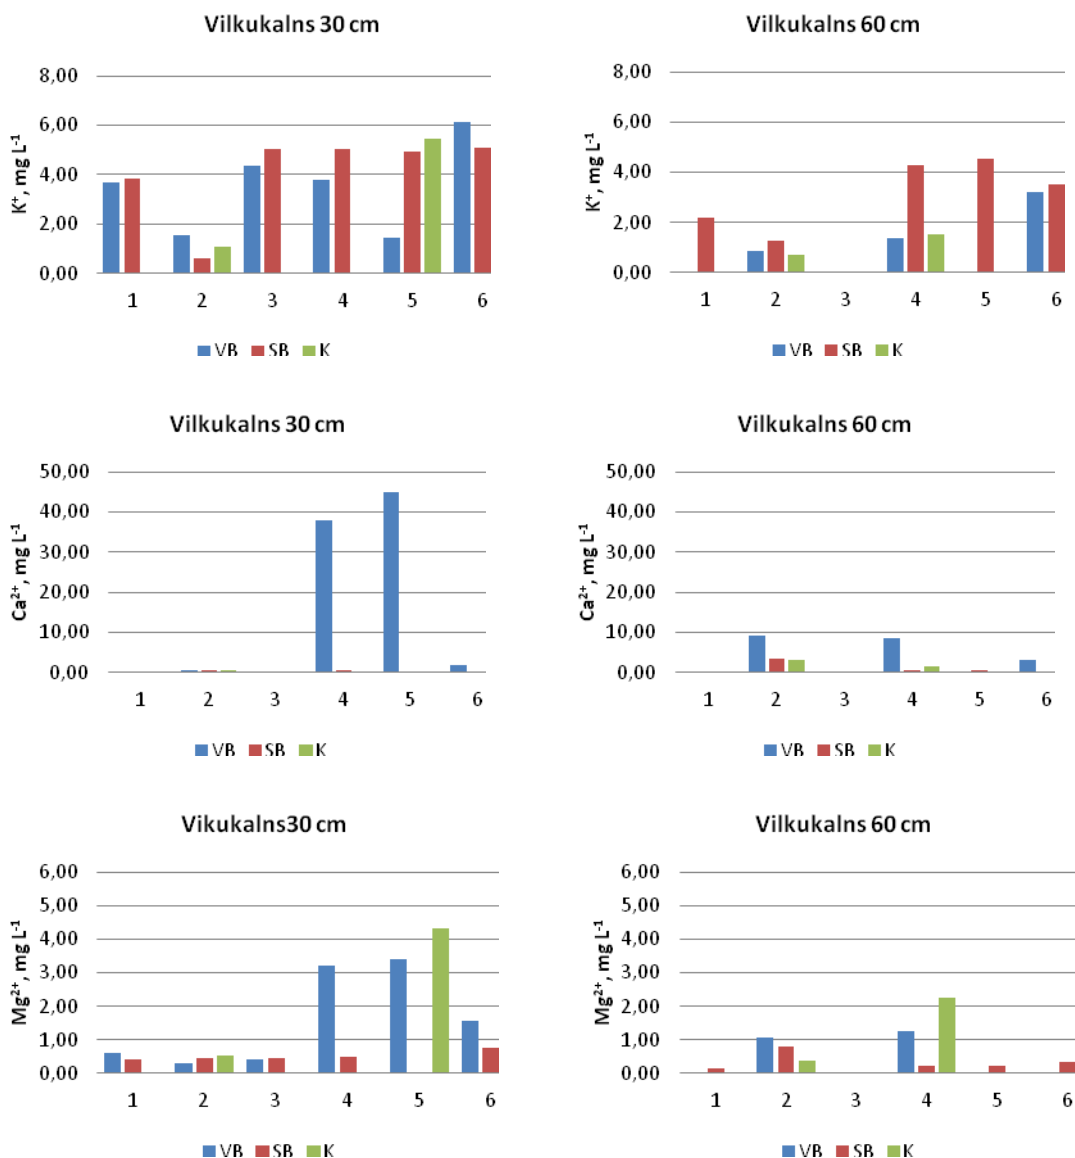 Vilkukalns 30 cm
K⁺, mg L⁻¹
8,00
6,00
4,00
2,00
0,00
1 2 3 4 5 6
VB SB K
Vilkukalns 60 cm
K⁺, mg L⁻¹
8,00
6,00
4,00
2,00
0,00
1 2 3 4 5 6
VB SB K
Vilkukalns 30 cm
Ca²⁺, mg L⁻¹
50,00
40,00
30,00
20,00
10,00
0,00
1 2 3 4 5 6
VB SB K
Vilkukalns 60 cm
Ca²⁺, mg L⁻¹
50,00
40,00
30,00
20,00
10,00
0,00
1 2 3 4 5 6
VB SB K
Vikukalns30 cm
Mg²⁺, mg L⁻¹
6,00
5,00
4,00
3,00
2,00
1,00
0,00
1 2 3 4 5 6
VB SB K
Vilkukalns 60 cm
Mg²⁺, mg L⁻¹
6,00
5,00
4,00
3,00
2,00
1,00
0,00
1 2 3 4 5 6
VB SB K